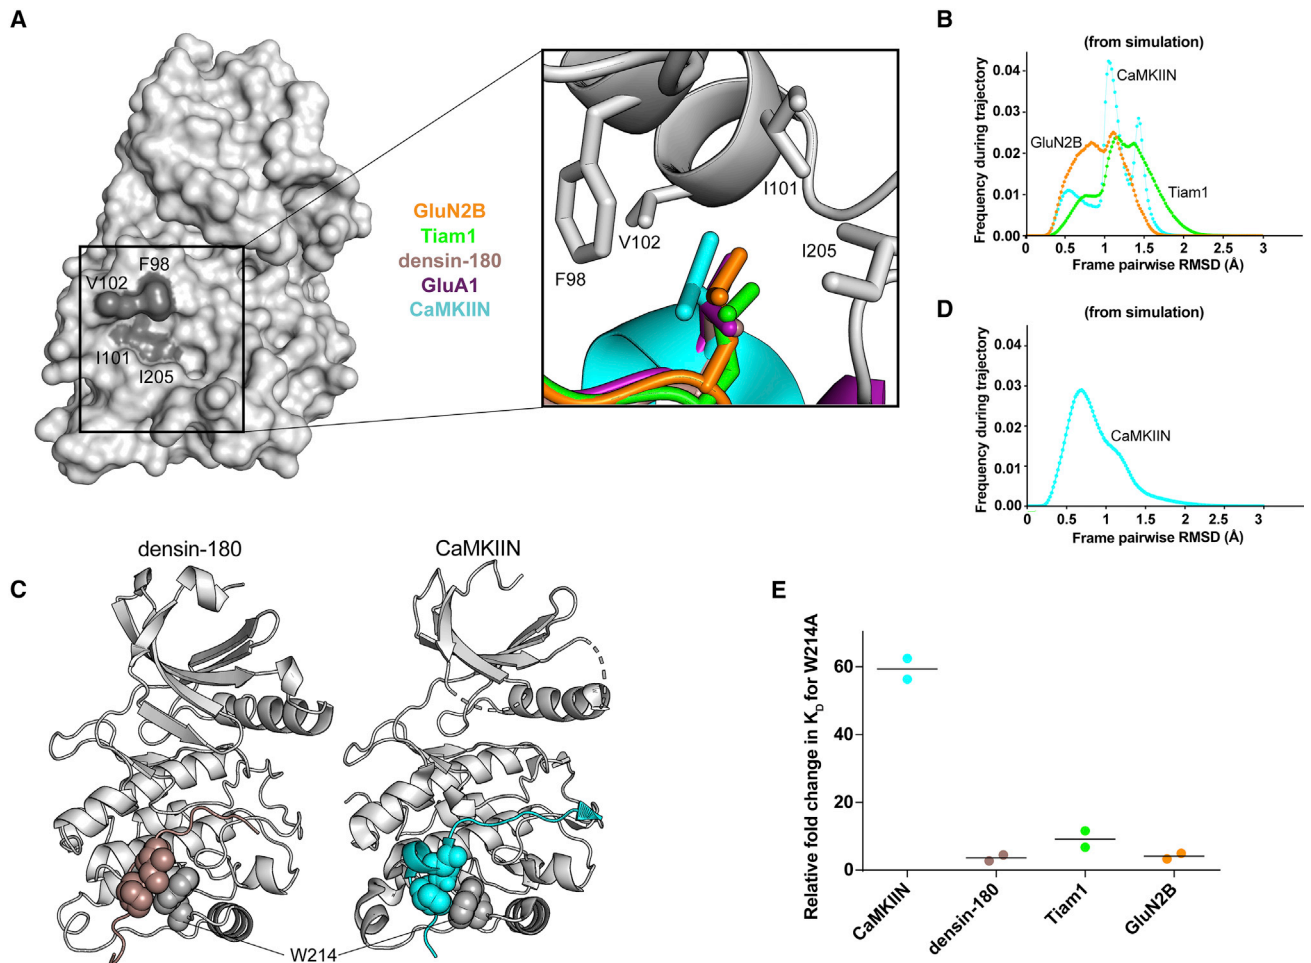 A
V102
F98
I101
I205
GluN2B
Tiam1
densin-180
GluA1
CaMKIIN
F98
V102
I101
I205
B
(from simulation)
Frequency during trajectory
0.04
0.03
0.02
0.01
0.00
CaMKIIN
GluN2B
Tiam1
0 0.5 1 1.5 2 2.5 3
Frame pairwise RMSD (Å)
D
(from simulation)
Frequency during trajectory
0.04
0.03
0.02
0.01
0.00
CaMKIIN
0 0.5 1 1.5 2 2.5 3
Frame pairwise RMSD (Å)
C
densin-180
CaMKIIN
W214
E
Relative fold change in KD for W214A
60
40
20
0
CaMKIIN
densin-180
Tiam1
GluN2B